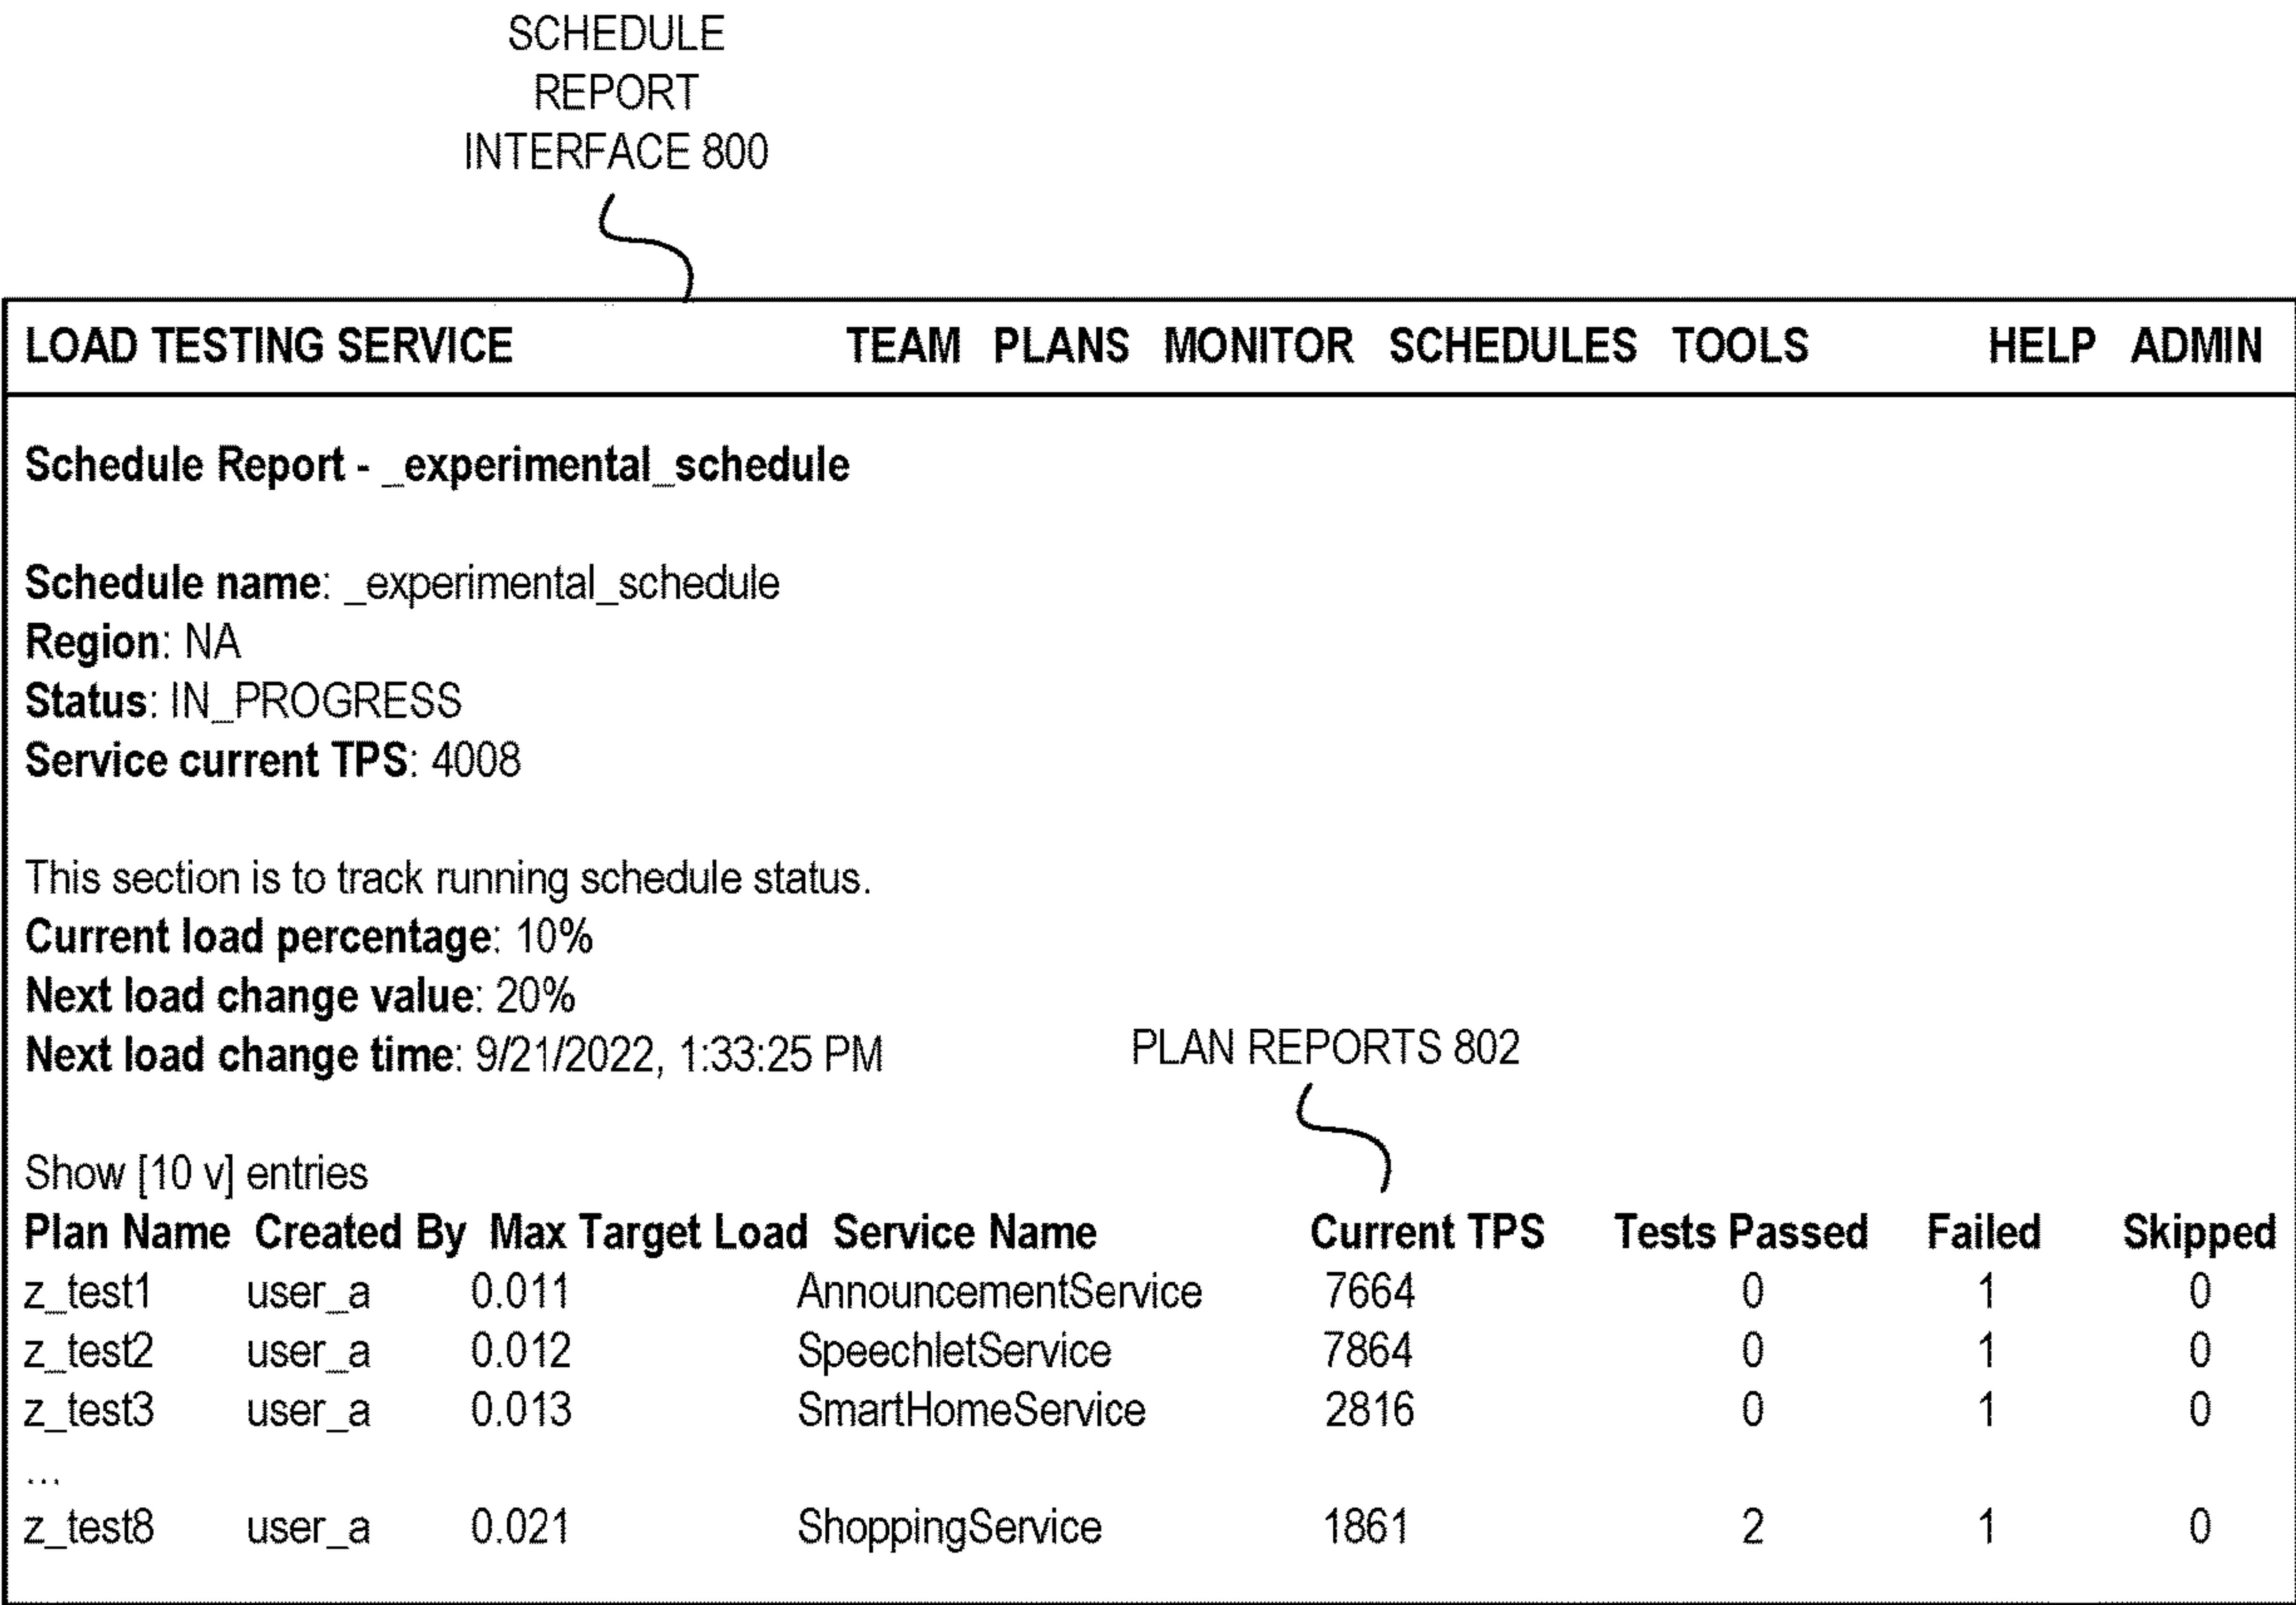 SCHEDULE
REPORT
INTERFACE 800
LOAD TESTING SERVICE TEAM PLANS MONITOR SCHEDULES TOOLS HELP ADMIN
Schedule Report - _experimental_schedule
Schedule name: _experimental_schedule
Region: NA
Status: IN_PROGRESS
Service current TPS: 4008
This section is to track running schedule status.
Current load percentage: 10%
Next load change value: 20%
Next load change time: 9/21/2022, 1:33:25 PM
PLAN REPORTS 802
Show [10 v] entries
Plan Name Created By Max Target Load Service Name Current TPS Tests Passed Failed Skipped
z_test1 user_a 0.011 AnnouncementService 7664 0 1 0
z_test2 user_a 0.012 SpeechletService 7864 0 1 0
z_test3 user_a 0.013 SmartHomeService 2816 0 1 0
...
z_test8 user_a 0.021 ShoppingService 1861 2 1 0